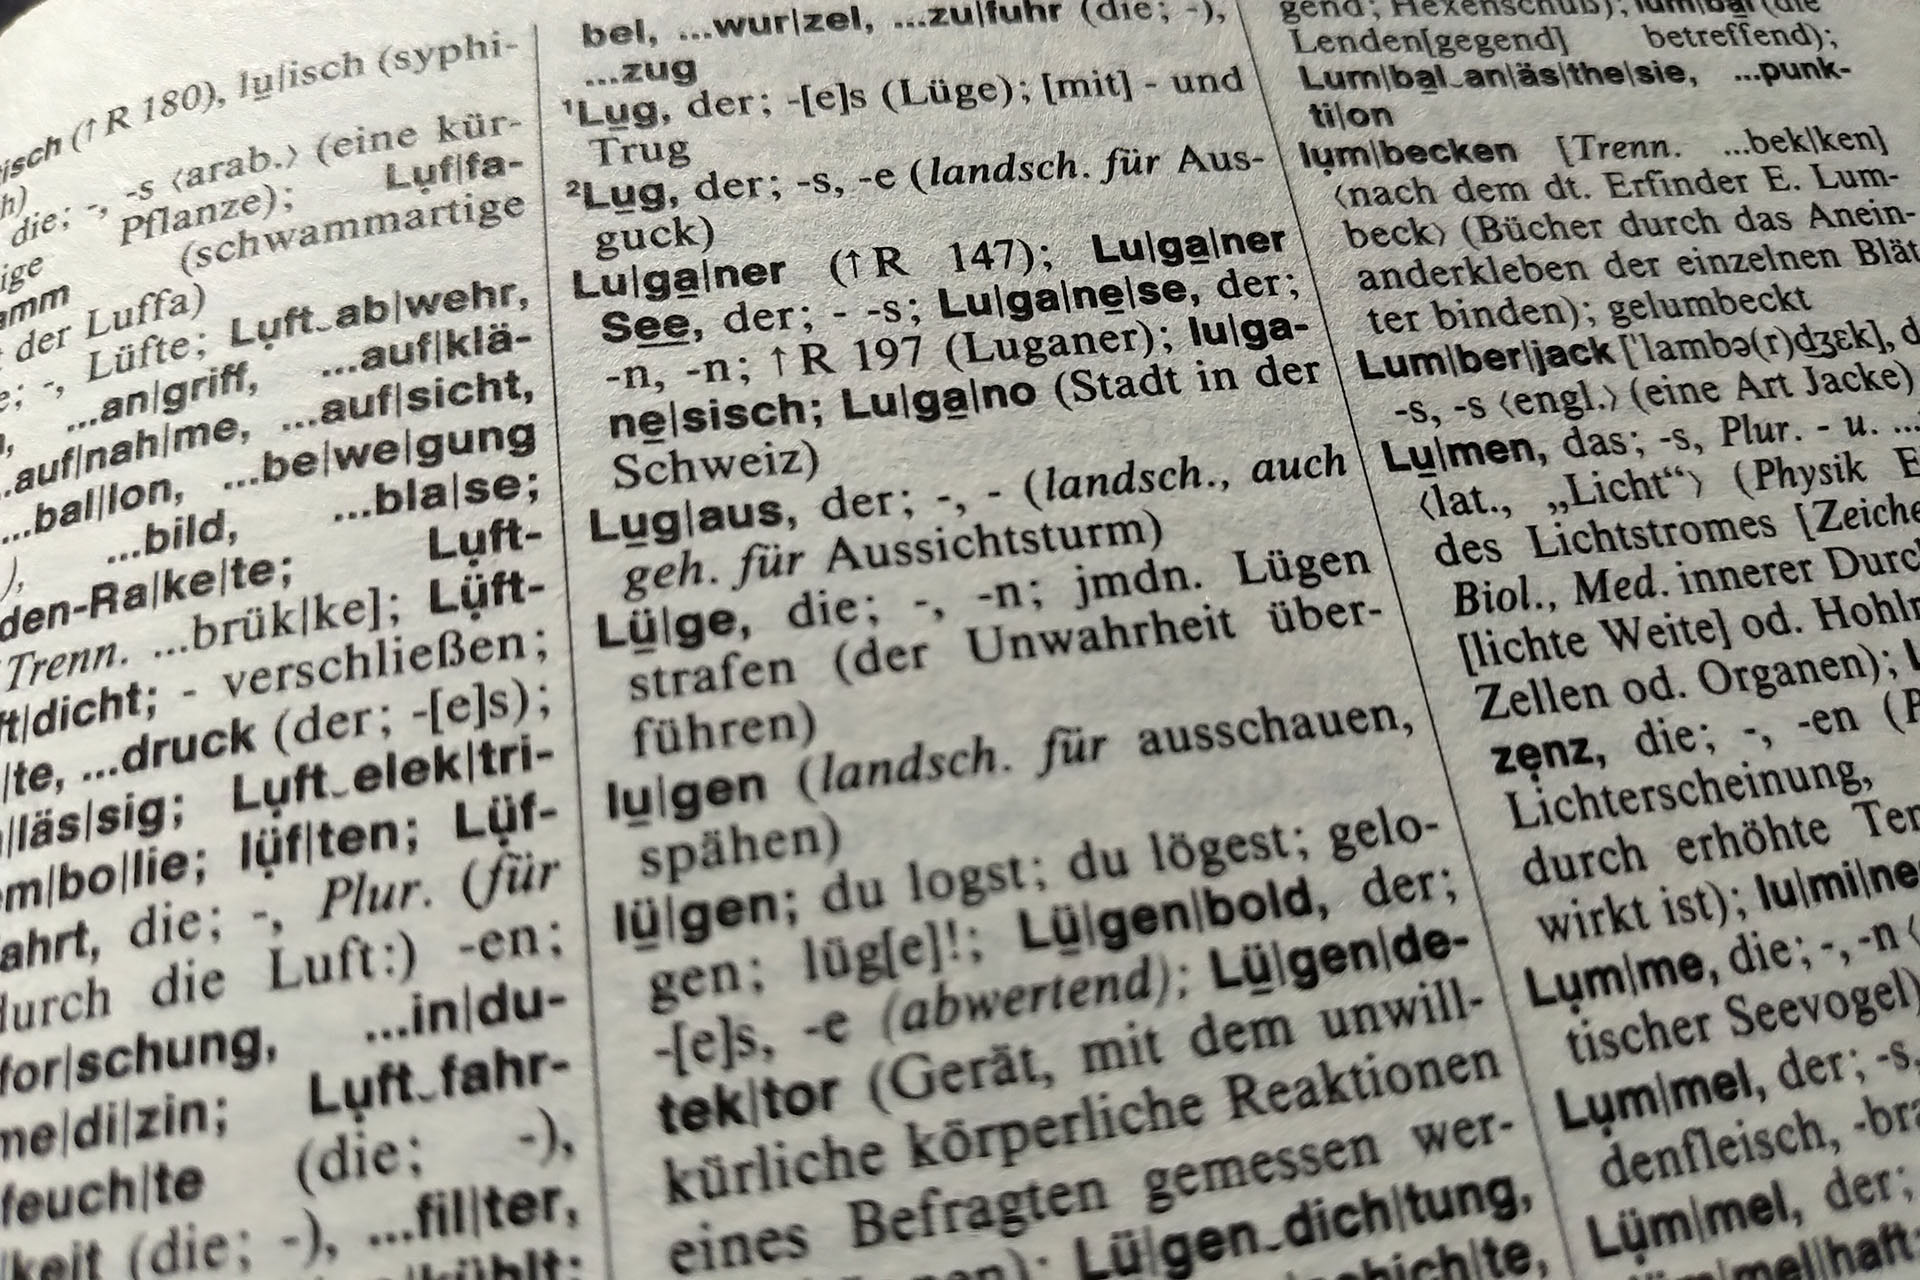 isch (↑R 180), lu|isch (syphi-
h)
die; -, -s ⟨arab.⟩ (eine kür-
ige Pflanze); Luf|fa-
amm (schwammartige
der Luffa)
e; -, Lüfte; Luft_ab|wehr,
...an|griff, ...auf|klä-
auf|nah|me, ...auf|sicht,
...bal|lon, ...be|we|gung
), ...bild, ...bla|se;
den-Ra|ke|te; Luft-
Trenn. ...brük|ke]; Lüft-
t|dicht; - verschließen;
|te, ...druck (der; -[e]s);
|läs|sig; Luft_elek|tri-
m|bo|lie; lüf|ten; Lüf-
ahrt, die; -, Plur. (für
durch die Luft:) -en;
for|schung, ...in|du-
me|di|zin; Luft_fahr-
feuch|te (die; -),
keit (die; -), ...fil|ter,
kühlt;
bel, ...wur|zel, ...zu|fuhr (die; -),
...zug
¹Lug, der; -[e]s (Lüge); [mit] - und
Trug
²Lug, der; -s, -e (landsch. für Aus-
guck)
Lu|ga|ner (↑R 147); Lu|ga|ner
See, der; - -s; Lu|ga|ne|se, der;
-n, -n; ↑R 197 (Luganer); lu|ga-
ne|sisch; Lu|ga|no (Stadt in der
Schweiz)
Lug|aus, der; -, - (landsch., auch
geh. für Aussichtsturm)
Lü|ge, die; -, -n; jmdn. Lügen
strafen (der Unwahrheit über-
führen)
lu|gen (landsch. für ausschauen,
spähen)
lü|gen; du logst; du lögest; gelo-
gen; lüg[e]!; Lü|gen|bold, der;
-[e]s, -e (abwertend); Lü|gen|de-
tek|tor (Gerät, mit dem unwill-
kürliche körperliche Reaktionen
eines Befragten gemessen wer-
Lü|gen_dich|tung,
gend; Hexenschuß); lum|bal (die
Lenden[gegend] betreffend);
Lum|bal_an|äs|the|sie, ...punk-
ti|on
lum|becken [Trenn. ...bek|ken]
⟨nach dem dt. Erfinder E. Lum-
beck⟩ (Bücher durch das Anein-
anderkleben der einzelnen Blät
ter binden); gelumbeckt
Lum|ber|jack ['lambə(r)dʒɛk], d
-s, -s ⟨engl.⟩ (eine Art Jacke)
Lu|men, das; -s, Plur. - u. ...
⟨lat., „Licht“⟩ (Physik E
des Lichtstromes [Zeiche
Biol., Med. innerer Durc
[lichte Weite] od. Hohlr
Zellen od. Organen); L
zenz, die; -, -en (P
Lichterscheinung,
durch erhöhte Tem
wirkt ist); lu|mi|ne
Lum|me, die; -, -n ⟨
tischer Seevogel)
Lum|mel, der; -s,
denfleisch, -bra
Lüm|mel, der;
mel|haft;